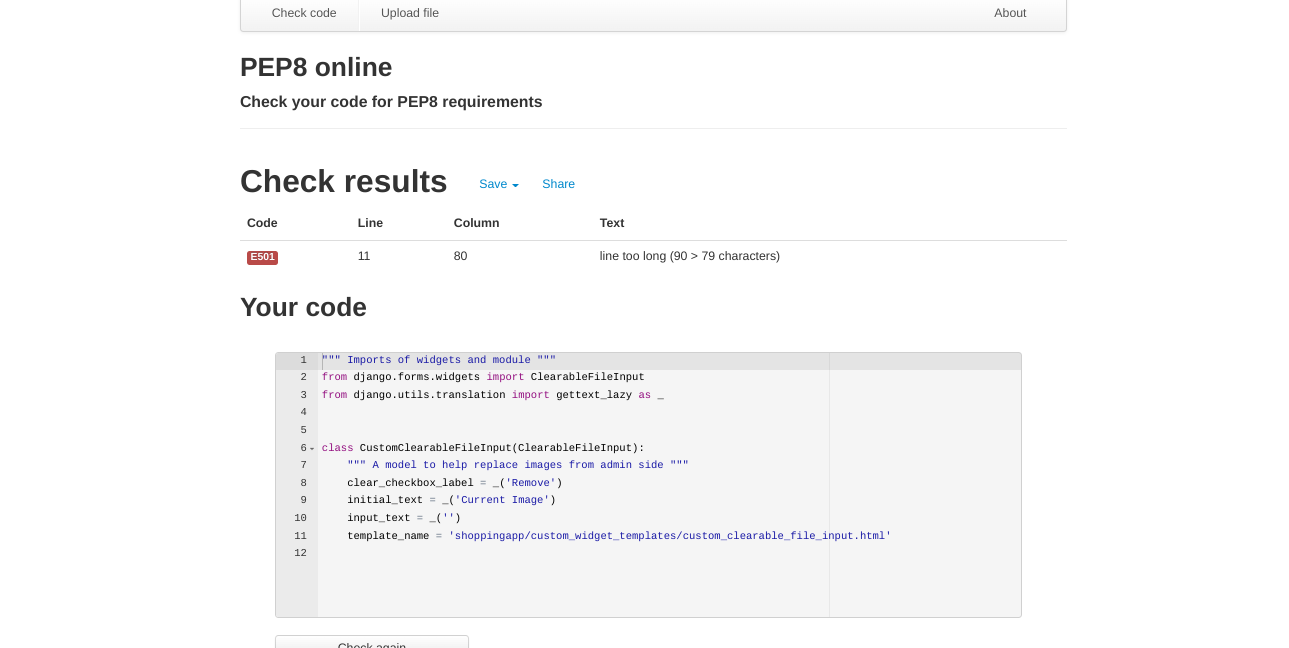 Check code Upload file About
PEP8 online
Check your code for PEP8 requirements
Check results Save Share
Code Line Column Text
E501 11 80 line too long (90 > 79 characters)
Your code
1 """ Imports of widgets and module """
2 from django.forms.widgets import ClearableFileInput
3 from django.utils.translation import gettext_lazy as _
4
5
6 class CustomClearableFileInput(ClearableFileInput):
7 """ A model to help replace images from admin side """
8 clear_checkbox_label = _('Remove')
9 initial_text = _('Current Image')
10 input_text = _('')
11 template_name = 'shoppingapp/custom_widget_templates/custom_clearable_file_input.html'
12
Check again